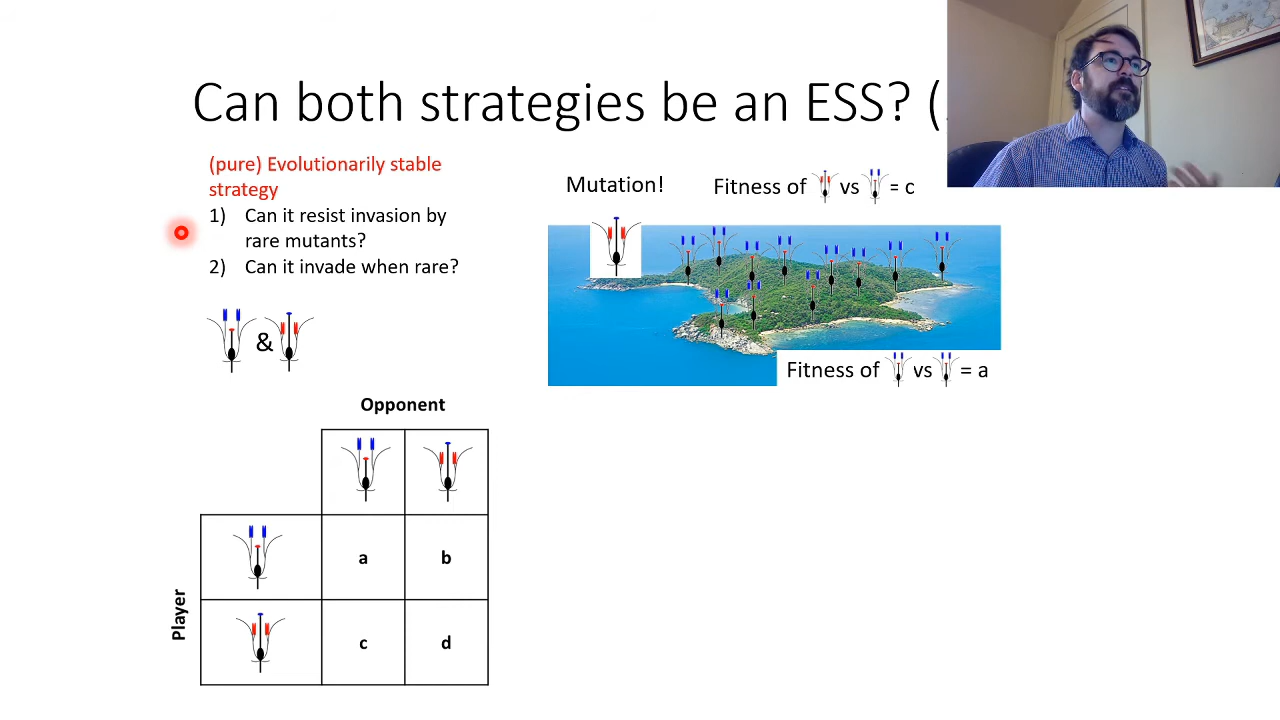 Can both strategies be an ESS? (
(pure) Evolutionarily stable
strategy
1) Can it resist invasion by
rare mutants?
2) Can it invade when rare?
&
Mutation!
Fitness of vs = c
Fitness of vs = a
Opponent
Player
a b
c d